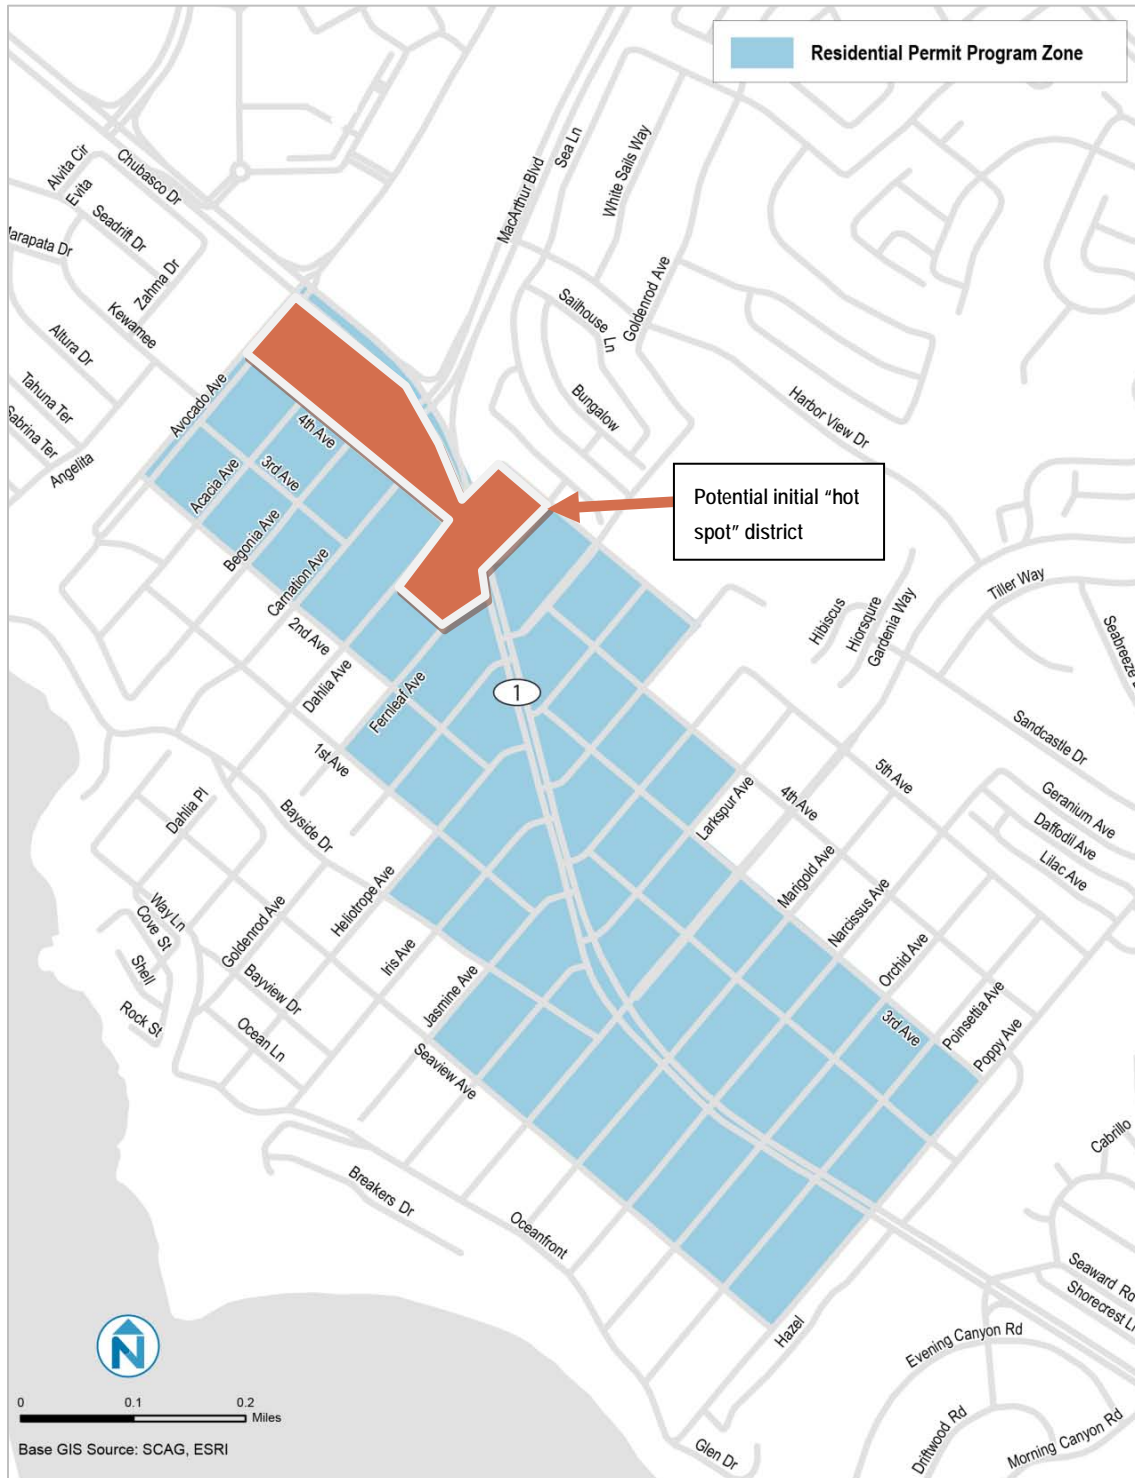 Residential Permit Program Zone
Alvita Cir
Evita
Chubasco Dr
Seadrift Dr
Marapata Dr
Zahma Dr
Kewamee
Altura Dr
Tahuna Ter
Sabrina Ter
Angelita
MacArthur Blvd
Sea Ln
White Sails Way
Goldenrod Ave
Sailhouse
Ln
Bungalow
Harbor View Dr
Avocado Ave
4th Ave
3rd Ave
Acacia Ave
Begonia Ave
Carnation Ave
2nd Ave
Dahlia Ave
Fernleaf Ave
1st Ave
Potential initial “hot
spot” district
1
Hibiscus
Hiorsqure
Gardenia Way
Tiller Way
Seabreeze
Sandcastle Dr
Geranium Ave
Daffodil Ave
Lilac Ave
5th Ave
4th Ave
Larkspur Ave
Marigold Ave
Narcissus Ave
Orchid Ave
3rd Ave
Poinsettia Ave
Poppy Ave
Dahlia Pl
Bayside Dr
Way Ln
Cove St
Shell
Rock St
Goldenrod Ave
Bayview Dr
Ocean Ln
Heliotrope Ave
Iris Ave
Jasmine Ave
Seaview Ave
Breakers Dr
Oceanfront
Hazel
Glen Dr
Cabrillo
Seaward Ro
Shorecrest Ln
Evening Canyon Rd
Driftwood Rd
Morning Canyon Rd
N
0 0.1 0.2
Miles
Base GIS Source: SCAG, ESRI